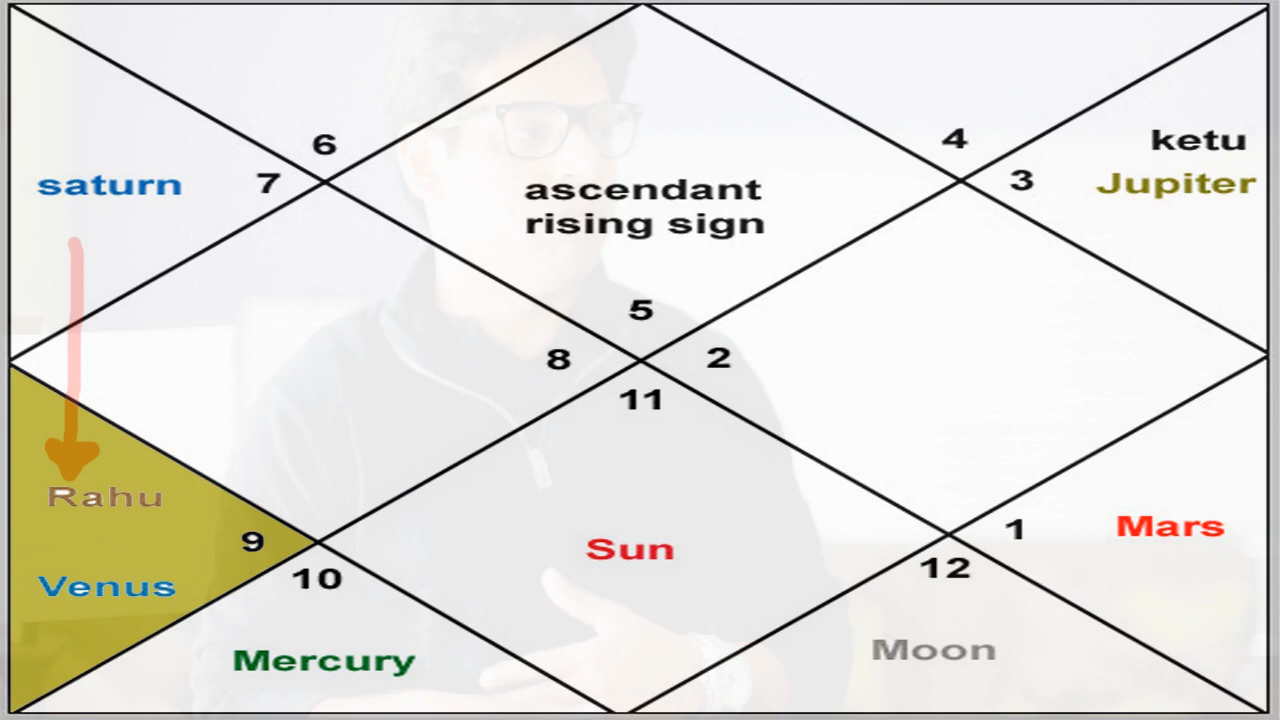 6
4
ketu
saturn
7
ascendant
rising sign
3
Jupiter
5
8
2
11
Rahu
9
Venus
10
Mercury
Sun
1
Mars
12
Moon